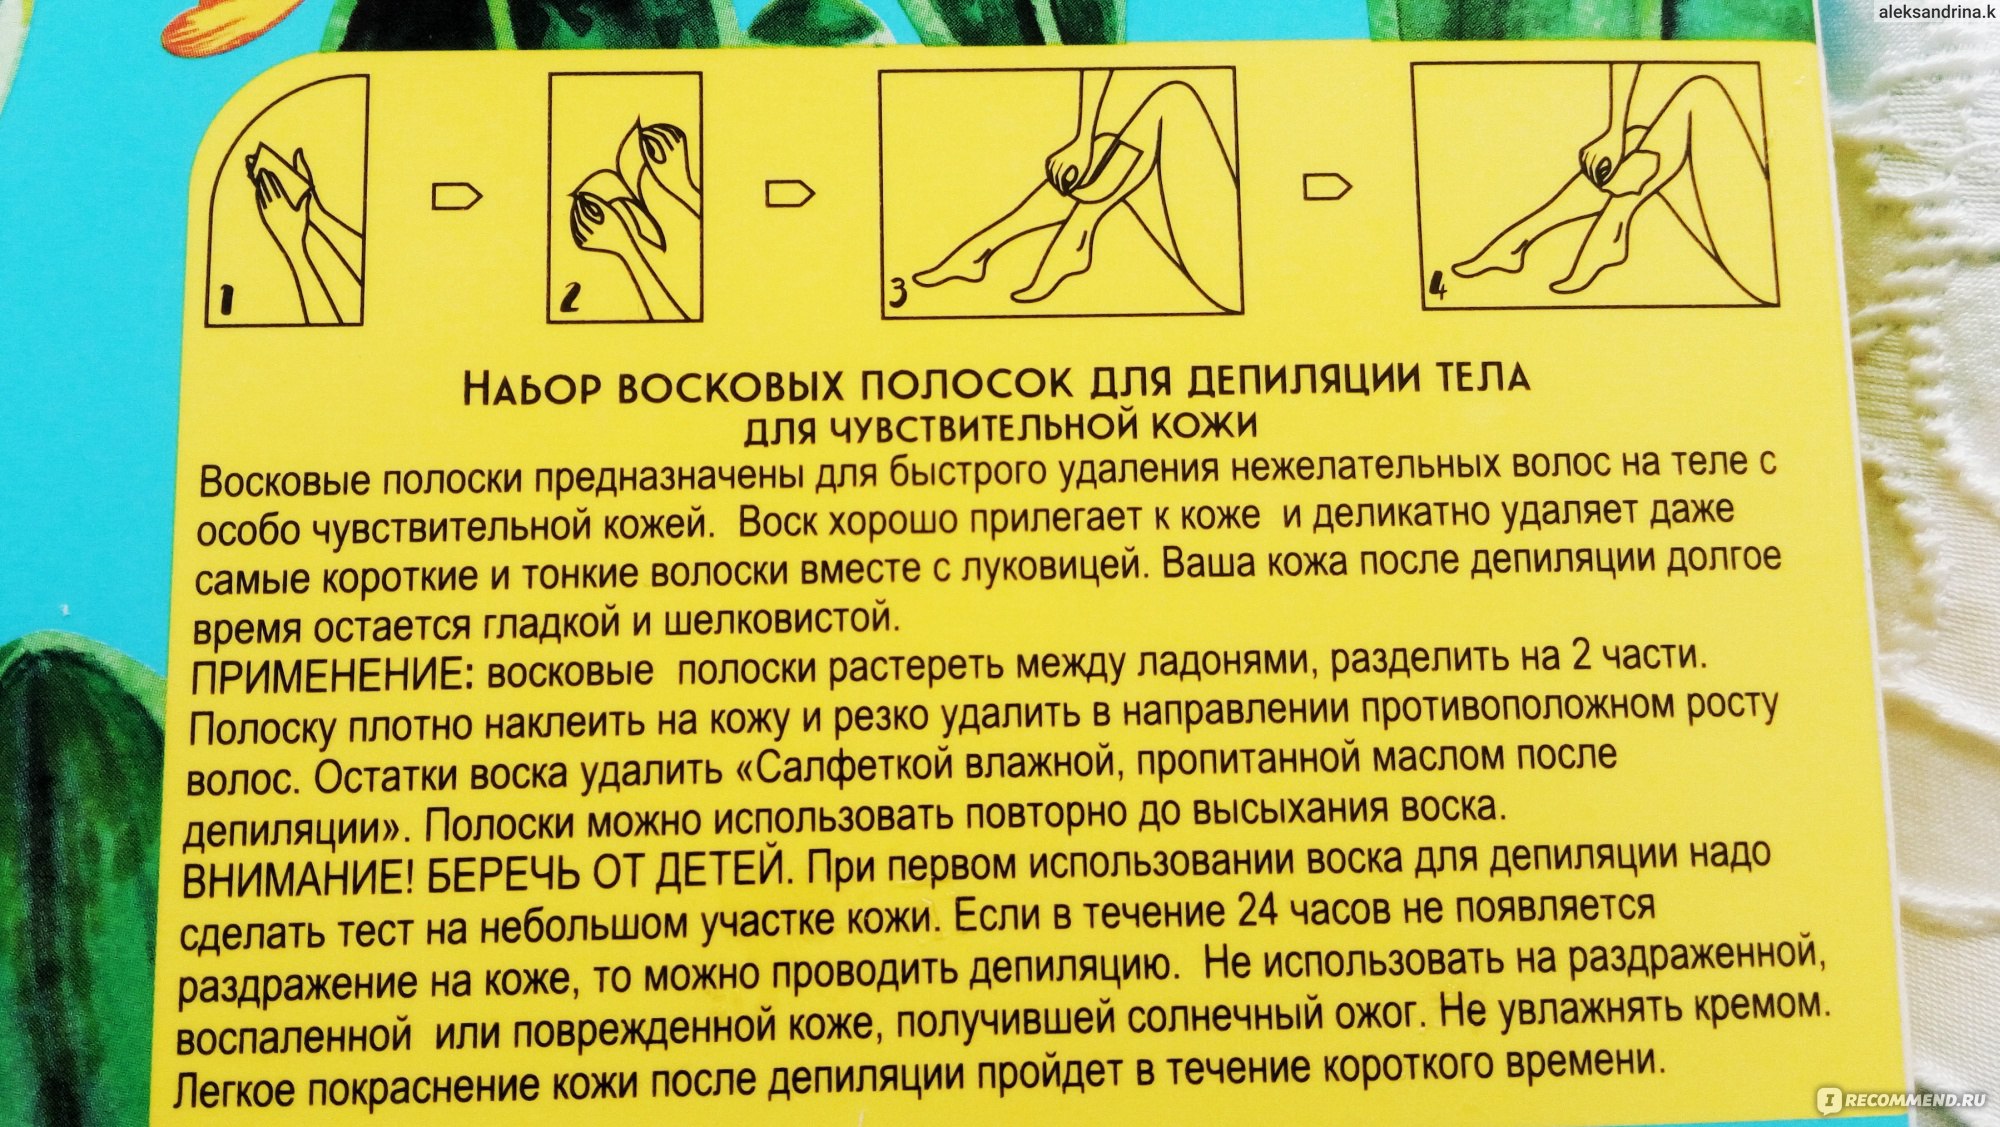 aleksandrina.k
1
2
3
4
НАБОР ВОСКОВЫХ ПОЛОСОК ДЛЯ ДЕПИЛЯЦИИ ТЕЛА
ДЛЯ ЧУВСТВИТЕЛЬНОЙ КОЖИ
Восковые полоски предназначены для быстрого удаления нежелательных волос на теле с
особо чувствительной кожей. Воск хорошо прилегает к коже и деликатно удаляет даже
самые короткие и тонкие волоски вместе с луковицей. Ваша кожа после депиляции долгое
время остается гладкой и шелковистой.
ПРИМЕНЕНИЕ: восковые полоски растереть между ладонями, разделить на 2 части.
Полоску плотно наклеить на кожу и резко удалить в направлении противоположном росту
волос. Остатки воска удалить «Салфеткой влажной, пропитанной маслом после
депиляции». Полоски можно использовать повторно до высыхания воска.
ВНИМАНИЕ! БЕРЕЧЬ ОТ ДЕТЕЙ. При первом использовании воска для депиляции надо
сделать тест на небольшом участке кожи. Если в течение 24 часов не появляется
раздражение на коже, то можно проводить депиляцию. Не использовать на раздраженной,
воспаленной или поврежденной коже, получившей солнечный ожог. Не увлажнять кремом.
Легкое покраснение кожи после депиляции пройдет в течение короткого времени.
I RECOMMEND.RU